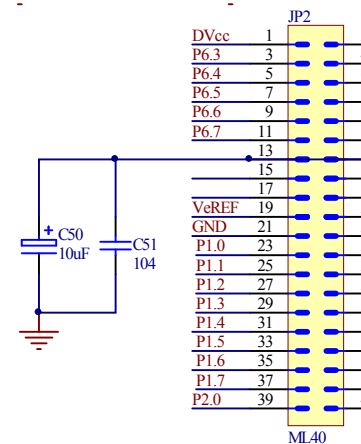 JP2
DVcc 1
P6.3 3
P6.4 5
P6.5 7
P6.6 9
P6.7 11
13
15
17
VeREF 19
GND 21
P1.0 23
P1.1 25
P1.2 27
P1.3 29
P1.4 31
P1.5 33
P1.6 35
P1.7 37
P2.0 39
ML40
+
C50
10uF
C51
104